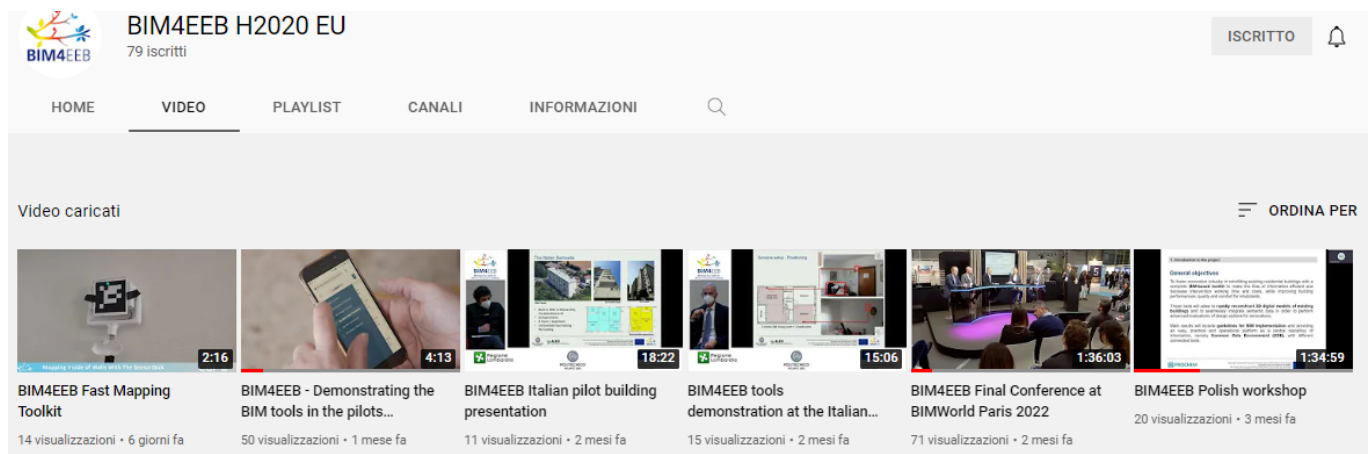 BIM4EEB H2020 EU
79 iscritti
BIM4EEB
ISCRITTO
HOME VIDEO PLAYLIST CANALI INFORMAZIONI
Video caricati
ORDINA PER
2:16
4:13
18:22
15:06
1:36:03
1:34:59
BIM4EEB Fast Mapping
Toolkit
14 visualizzazioni • 6 giorni fa
BIM4EEB - Demonstrating the
BIM tools in the pilots...
50 visualizzazioni • 1 mese fa
BIM4EEB Italian pilot building
presentation
11 visualizzazioni • 2 mesi fa
BIM4EEB tools
demonstration at the Italian...
15 visualizzazioni • 2 mesi fa
BIM4EEB Final Conference at
BIMWorld Paris 2022
71 visualizzazioni • 2 mesi fa
BIM4EEB Polish workshop
20 visualizzazioni • 3 mesi fa
General objectives